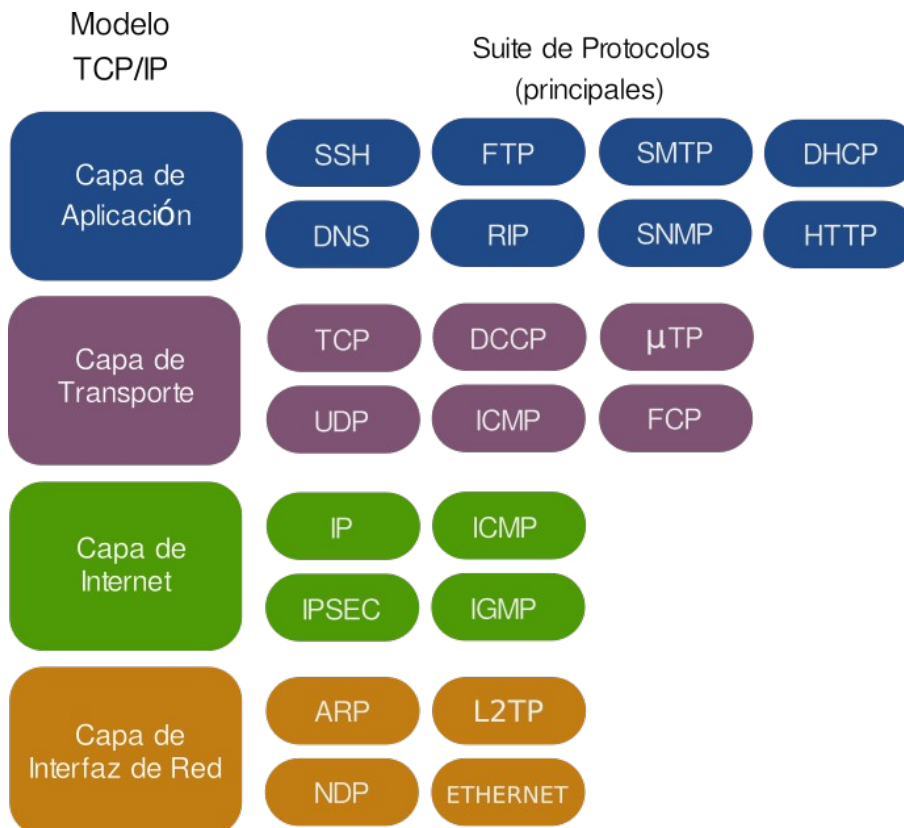 Modelo
TCP/IP
Suite de Protocolos
(principales)
Capa de
Aplicación
SSH
FTP
SMTP
DHCP
DNS
RIP
SNMP
HTTP
Capa de
Transporte
TCP
DCCP
µTP
UDP
ICMP
FCP
Capa de
Internet
IP
ICMP
IPSEC
IGMP
Capa de
Interfaz de Red
ARP
L2TP
NDP
ETHERNET